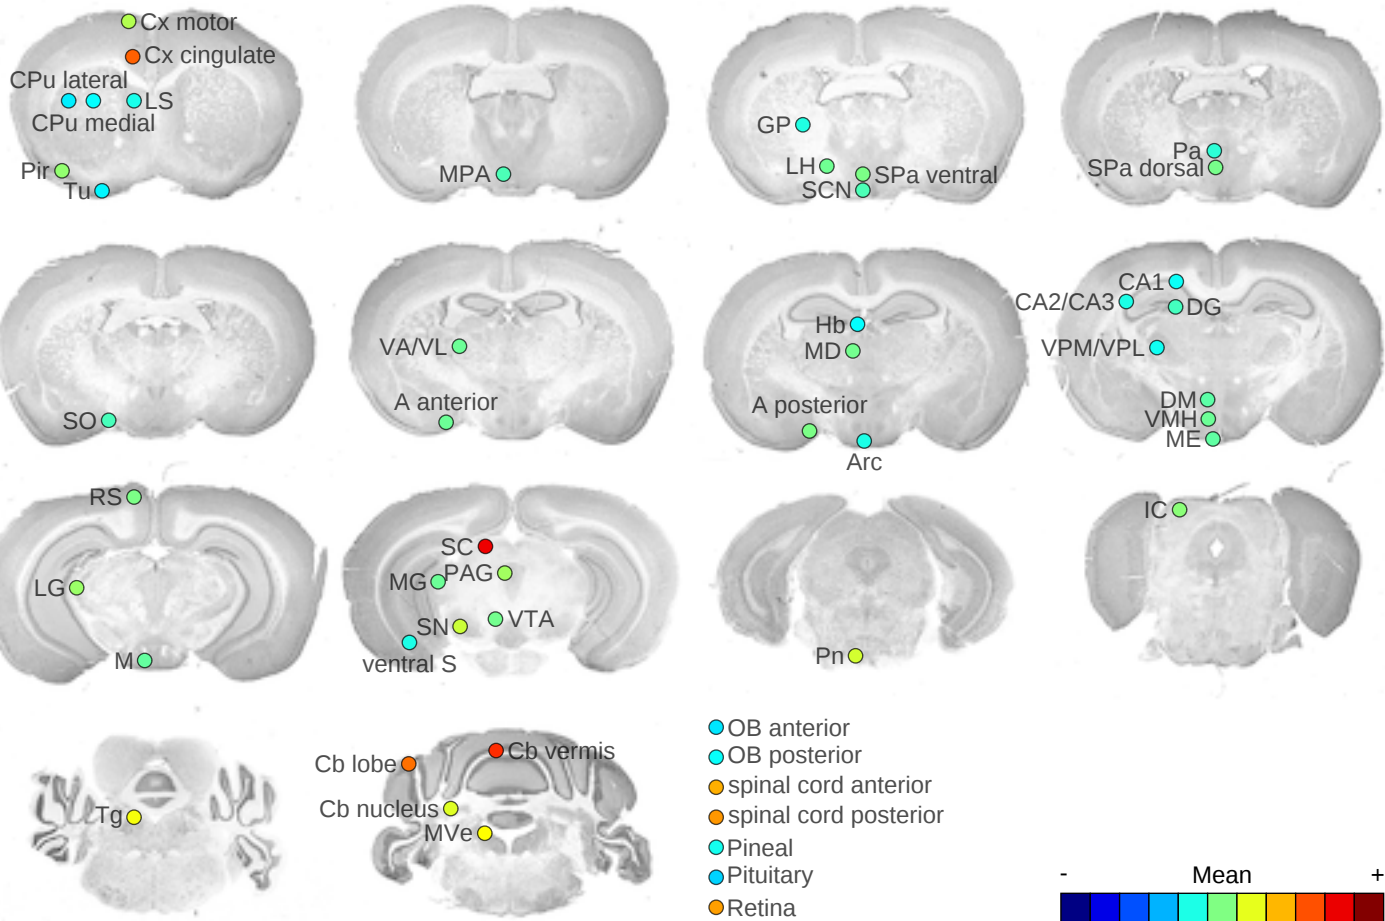 Cx motor
Cx cingulate
CPu lateral
LS
CPu medial
Pir
Tu
MPA
GP
LH
SPa ventral
SCN
Pa
SPa dorsal
SO
VA/VL
A anterior
Hb
MD
A posterior
Arc
CA1
CA2/CA3
DG
VPM/VPL
DM
VMH
ME
RS
LG
M
SC
PAG
MG
SN
VTA
ventral S
Pn
IC
Tg
Cb lobe
Cb vermis
Cb nucleus
MVe
OB anterior
OB posterior
spinal cord anterior
spinal cord posterior
Pineal
Pituitary
Retina
- Mean +